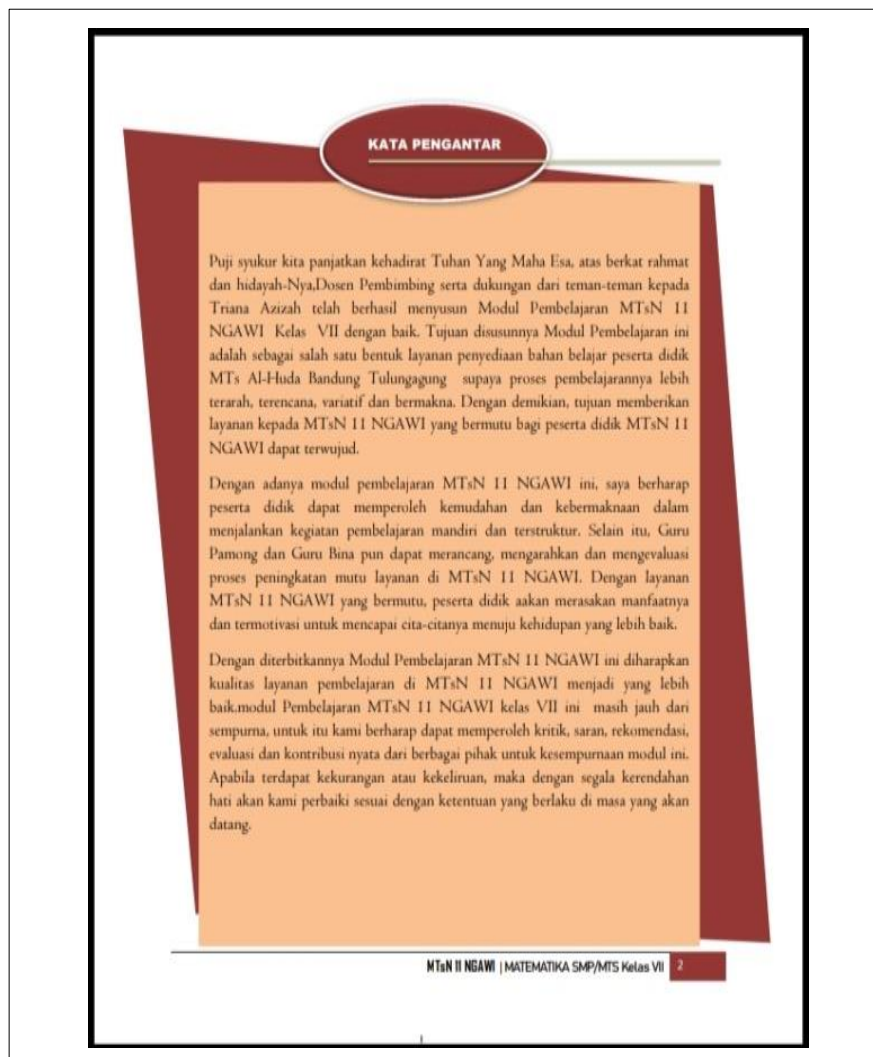 KATA PENGANTAR
Puji syukur kita panjatkan kehadirat Tuhan Yang Maha Esa, atas berkat rahmat
dan hidayah-Nya,Dosen Pembimbing serta dukungan dari teman-teman kepada
Triana Azizah telah berhasil menyusun Modul Pembelajaran MTsN 11
NGAWI Kelas VII dengan baik. Tujuan disusunnya Modul Pembelajaran ini
adalah sebagai salah satu bentuk layanan penyediaan bahan belajar peserta didik
MTs Al-Huda Bandung Tulungagung supaya proses pembelajarannya lebih
terarah, terencana, variatif dan bermakna. Dengan demikian, tujuan memberikan
layanan kepada MTsN 11 NGAWI yang bermutu bagi peserta didik MTsN 11
NGAWI dapat terwujud.
Dengan adanya modul pembelajaran MTsN 11 NGAWI ini, saya berharap
peserta didik dapat memperoleh kemudahan dan kebermaknaan dalam
menjalankan kegiatan pembelajaran mandiri dan terstruktur. Selain itu, Guru
Pamong dan Guru Bina pun dapat merancang, mengarahkan dan mengevaluasi
proses peningkatan mutu layanan di MTsN 11 NGAWI. Dengan layanan
MTsN 11 NGAWI yang bermutu, peserta didik aakan merasakan manfaatnya
dan termotivasi untuk mencapai cita-citanya menuju kehidupan yang lebih baik.
Dengan diterbitkannya Modul Pembelajaran MTsN 11 NGAWI ini diharapkan
kualitas layanan pembelajaran di MTsN 11 NGAWI menjadi yang lebih
baik.modul Pembelajaran MTsN 11 NGAWI kelas VII ini masih jauh dari
sempurna, untuk itu kami berharap dapat memperoleh kritik, saran, rekomendasi,
evaluasi dan kontribusi nyata dari berbagai pihak untuk kesempurnaan modul ini.
Apabila terdapat kekurangan atau kekeliruan, maka dengan segala kerendahan
hati akan kami perbaiki sesuai dengan ketentuan yang berlaku di masa yang akan
datang.
MTsN 11 NGAWI | MATEMATIKA SMP/MTS Kelas VII 2